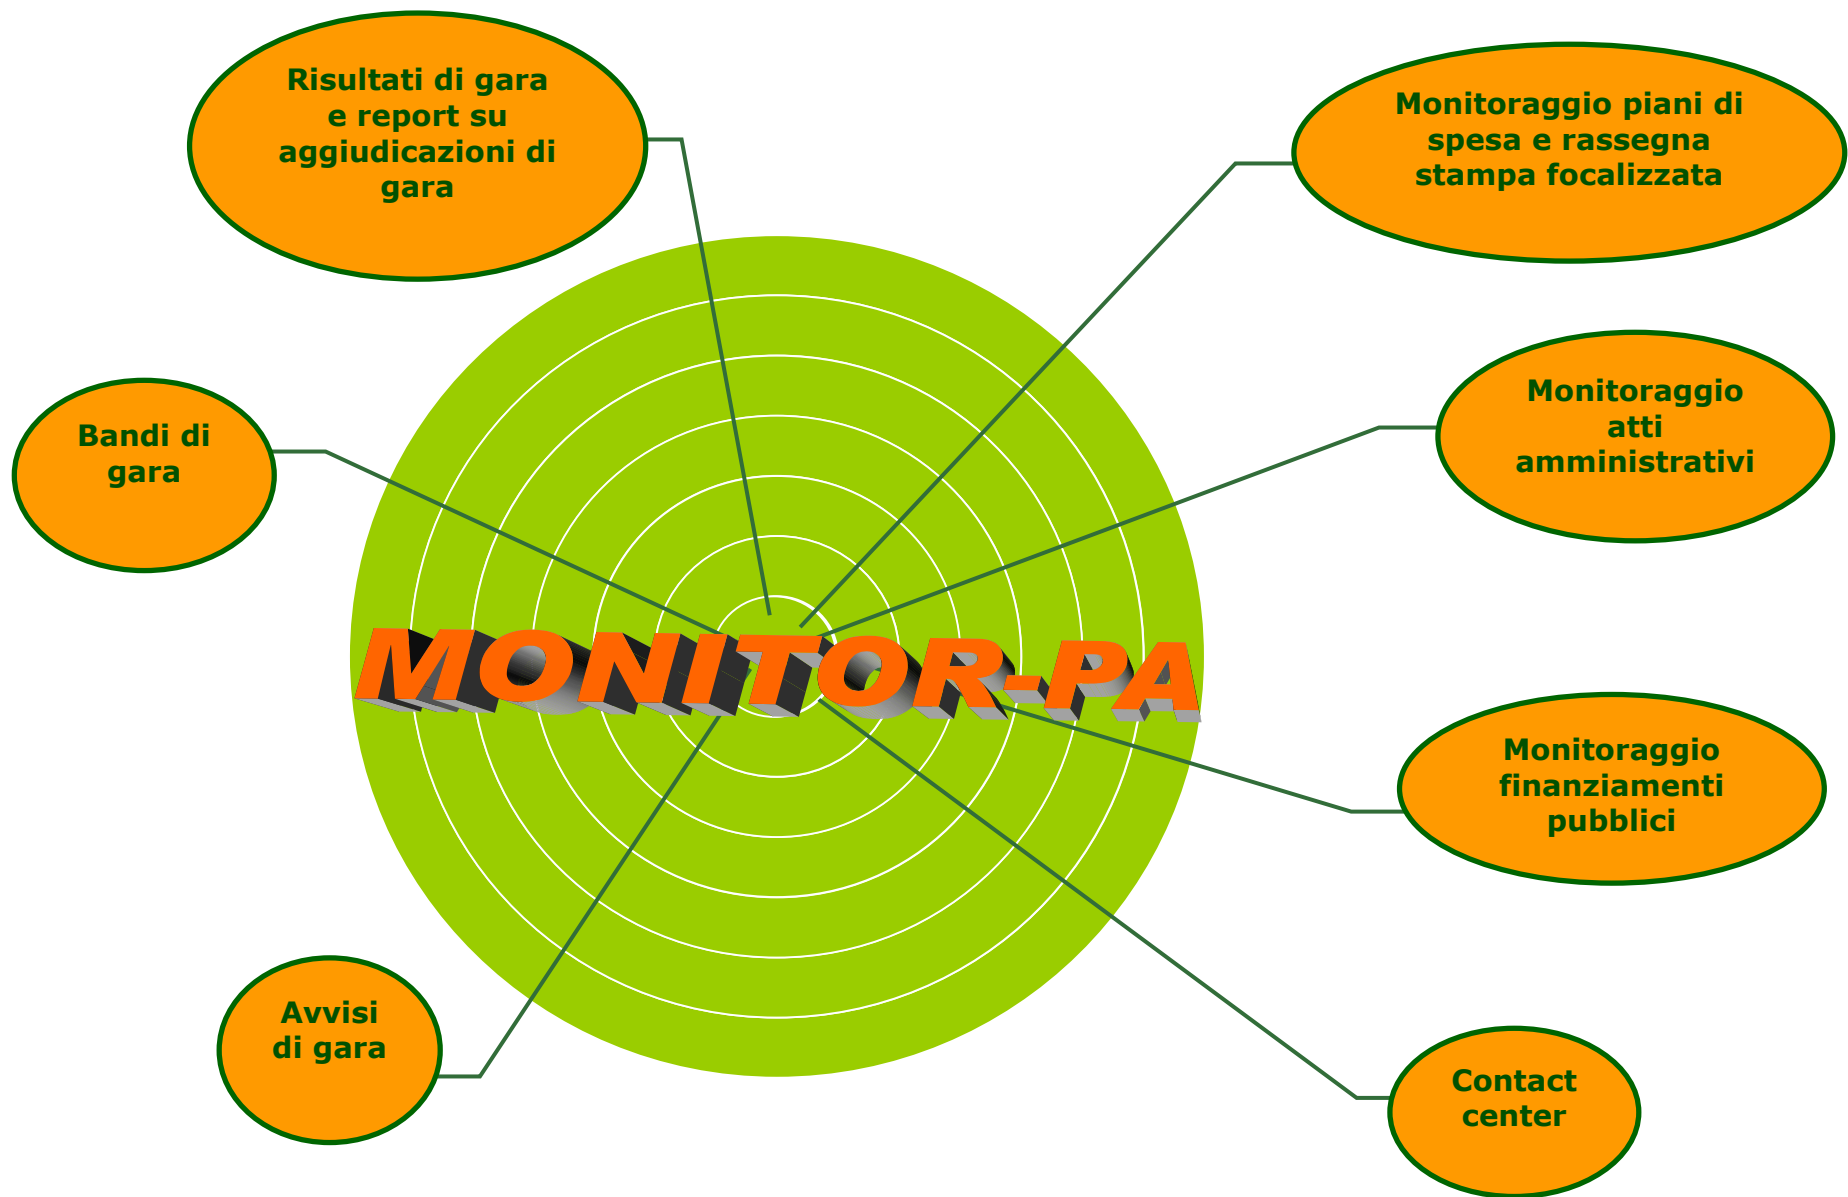 Risultati di gara
e report su
aggiudicazioni di
gara
Monitoraggio piani di
spesa e rassegna
stampa focalizzata
Monitoraggio
atti
amministrativi
Bandi di
gara
MONITOR-PA
Monitoraggio
finanziamenti
pubblici
Avvisi
di gara
Contact
center